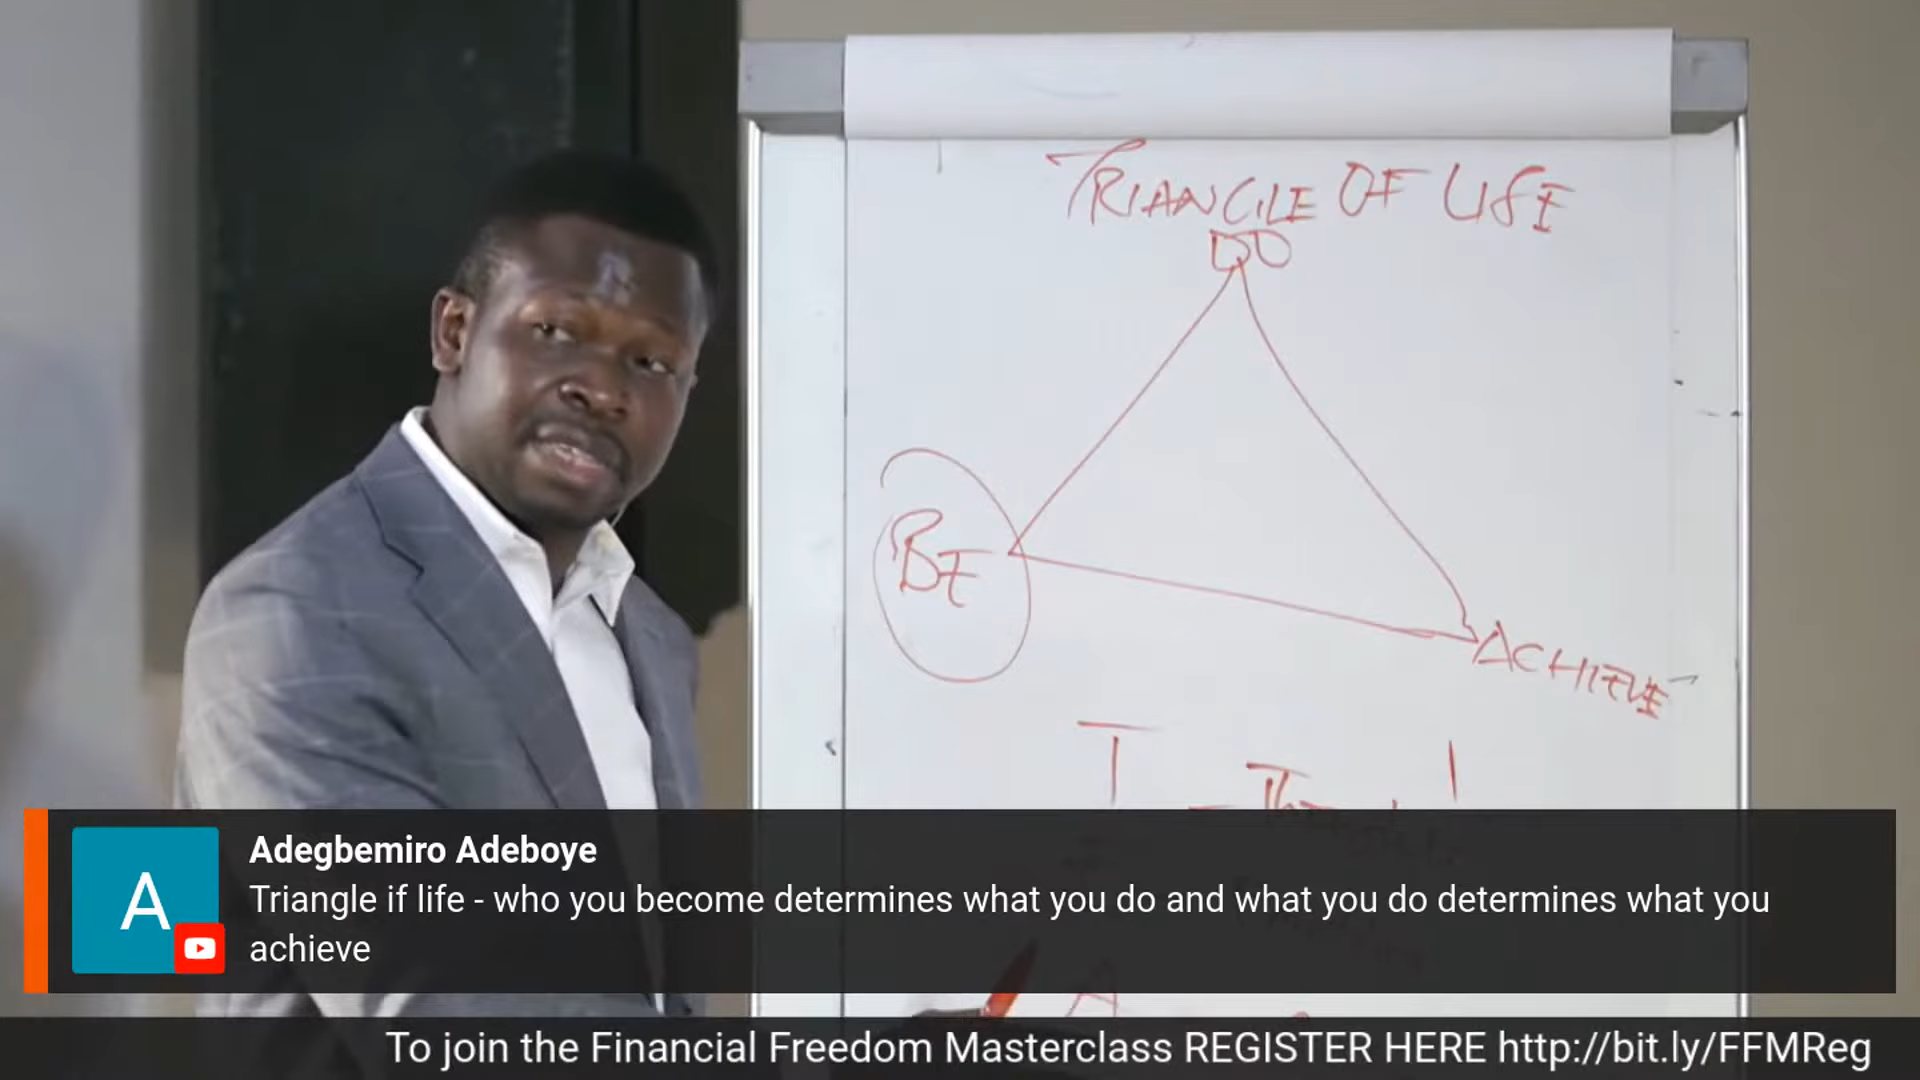 TRIANGLE OF LIFE
DO
BE
ACHIEVE
T
A
Adegbemiro Adeboye
Triangle if life - who you become determines what you do and what you do determines what you
achieve
A
To join the Financial Freedom Masterclass REGISTER HERE http://bit.ly/FFMReg